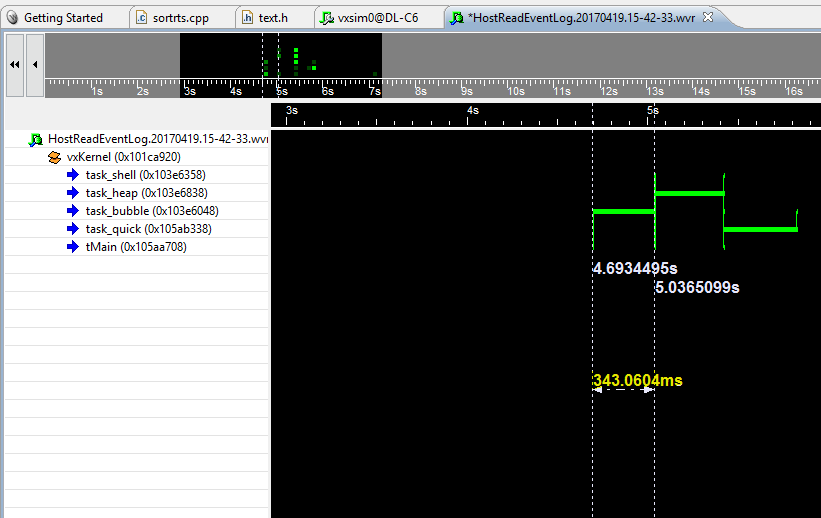 Getting Started sortrts.cpp text.h vxsim0@DL-C6 *HostReadEventLog.20170419.15-42-33.wvr
1s 2s 3s 4s 5s 6s 7s 8s 9s 10s 11s 12s 13s 14s 15s 16s
3s 4s 5s
HostReadEventLog.20170419.15-42-33.wvr
vxKernel (0x101ca920)
task_shell (0x103e6358)
task_heap (0x103e6838)
task_bubble (0x103e6048)
task_quick (0x105ab338)
tMain (0x105aa708)
4.6934495s
5.0365099s
343.0604ms